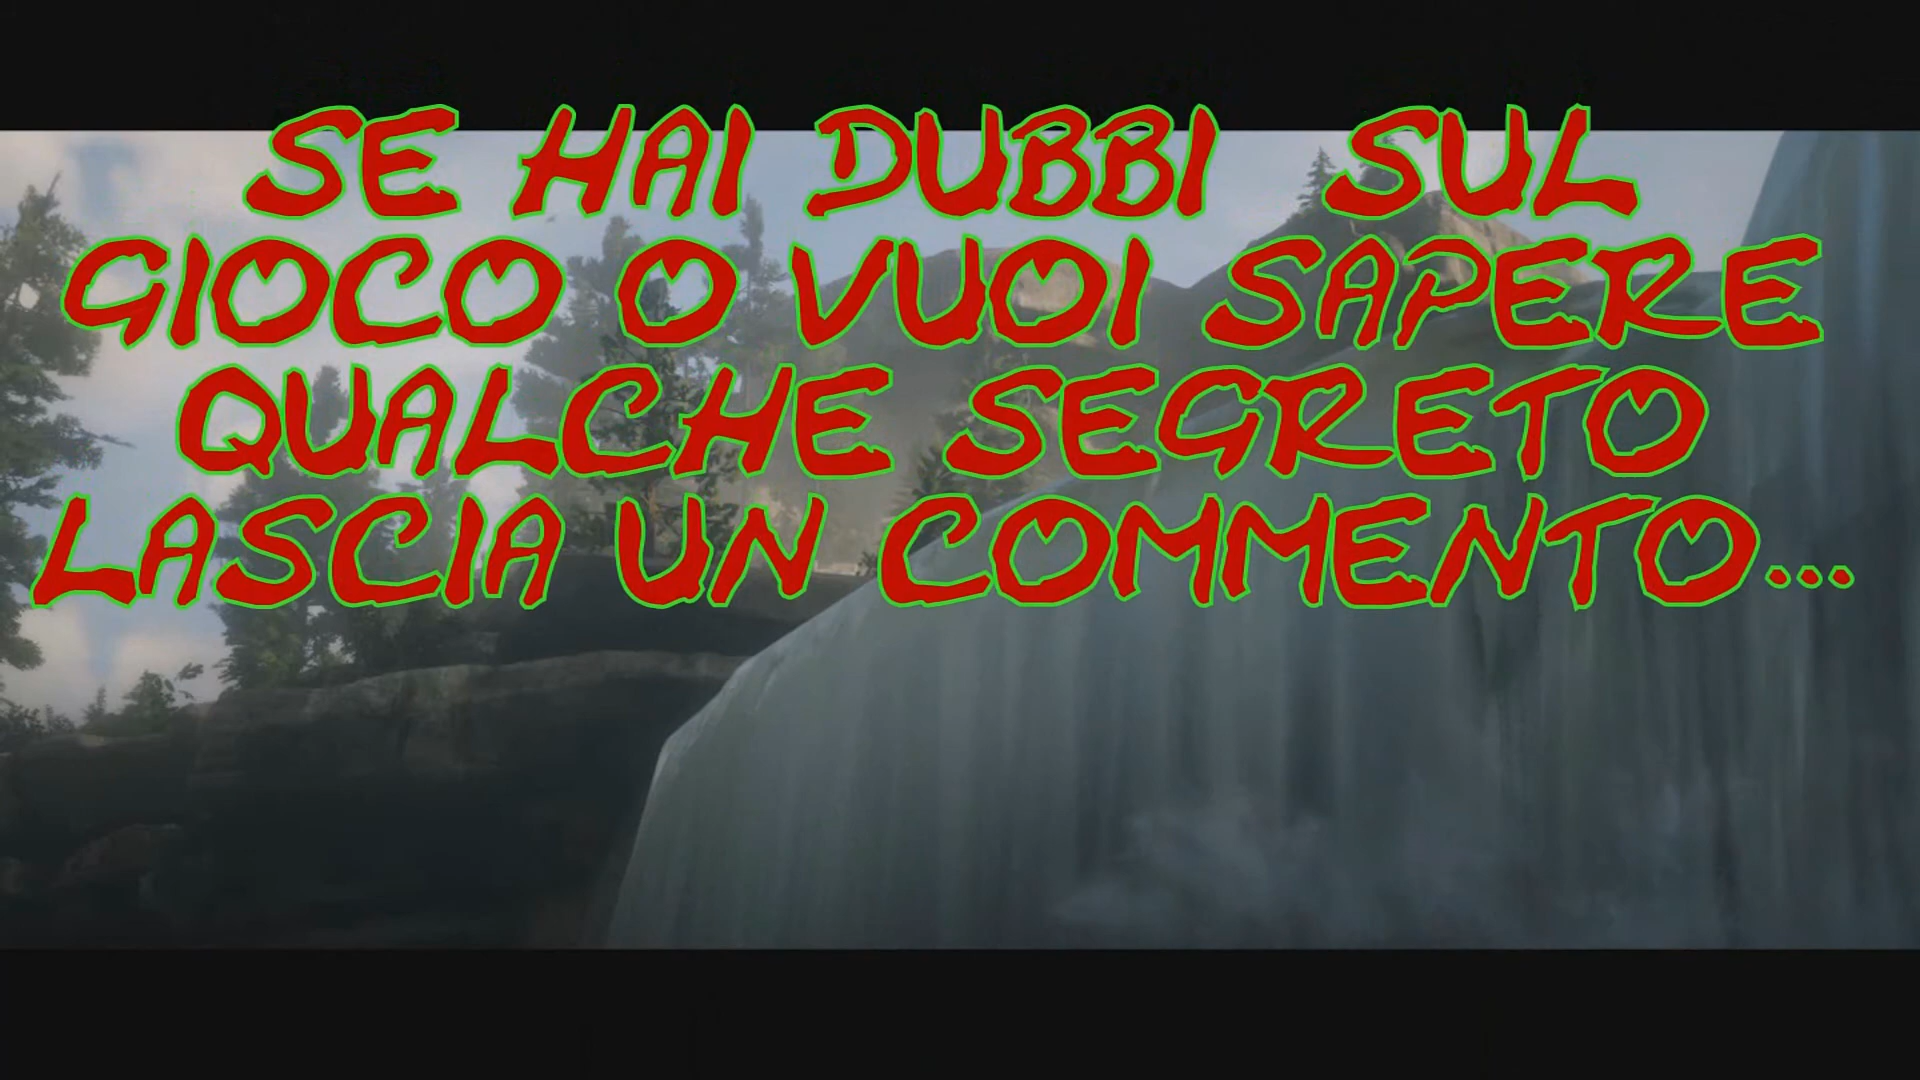 SE HAI DUBBI SUL
GIOCO O VUOI SAPERE
QUALCHE SEGRETO
LASCIA UN COMMENTO...